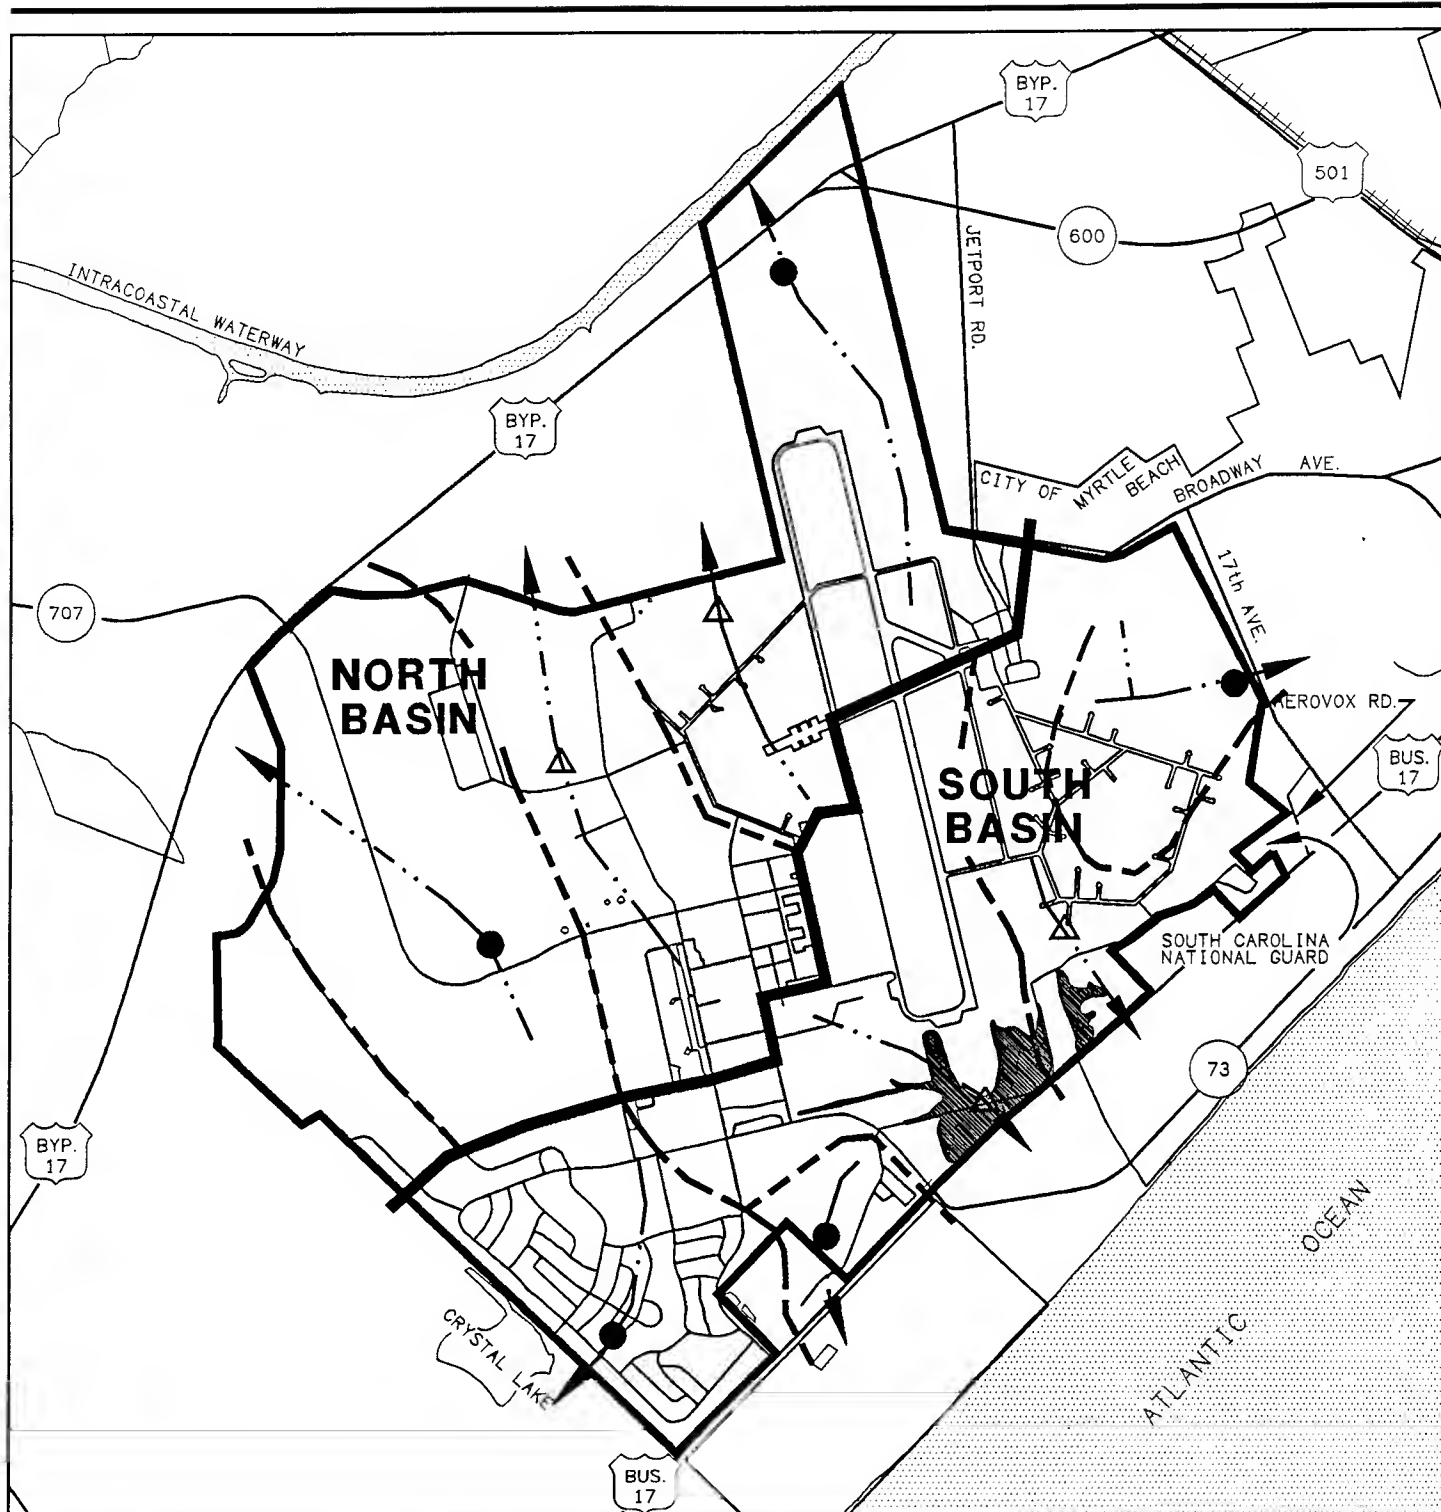 BYP.
17
501
600
JETPORT RD.
INTRACOASTAL WATERWAY
BYP.
17
CITY OF MYRTLE
BEACH
BROADWAY AVE.
17th AVE.
707
NORTH
BASIN
AEROVOX RD.
BUS.
17
SOUTH
BASIN
SOUTH CAROLINA
NATIONAL GUARD
73
BYP.
17
CRYSTAL LAKE
ATLANTIC OCEAN
BUS.
17